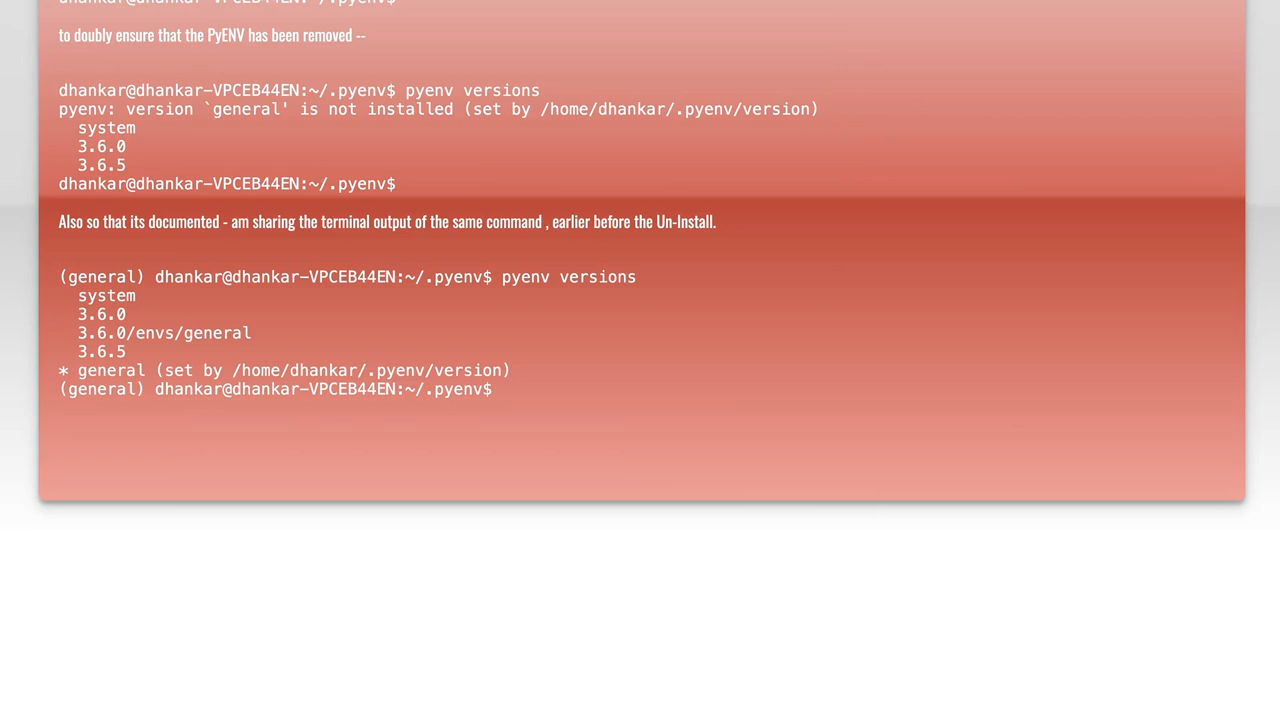 dhankar@dhankar-VPCEB44EN:~/.pyenv$
to doubly ensure that the PyENV has been removed --
dhankar@dhankar-VPCEB44EN:~/.pyenv$ pyenv versions
pyenv: version `general' is not installed (set by /home/dhankar/.pyenv/version)
  system
  3.6.0
  3.6.5
dhankar@dhankar-VPCEB44EN:~/.pyenv$
Also so that its documented - am sharing the terminal output of the same command , earlier before the Un-Install.
(general) dhankar@dhankar-VPCEB44EN:~/.pyenv$ pyenv versions
  system
  3.6.0
  3.6.0/envs/general
  3.6.5
* general (set by /home/dhankar/.pyenv/version)
(general) dhankar@dhankar-VPCEB44EN:~/.pyenv$